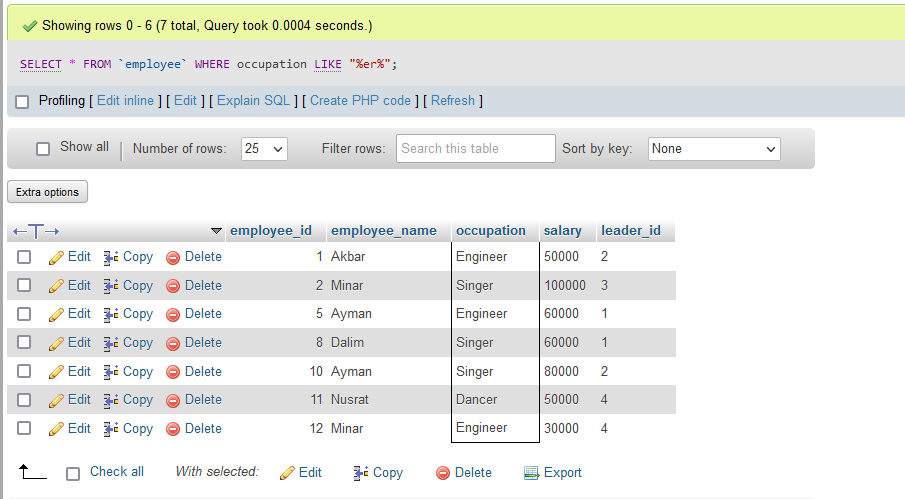 Showing rows 0 - 6 (7 total, Query took 0.0004 seconds.)
SELECT * FROM `employee` WHERE occupation LIKE "%er%";
Profiling [ Edit inline ] [ Edit ] [ Explain SQL ] [ Create PHP code ] [ Refresh ]
Show all Number of rows: 25 Filter rows: Search this table Sort by key: None
Extra options
employee_id employee_name occupation salary leader_id
Edit Copy Delete 1 Akbar Engineer 50000 2
Edit Copy Delete 2 Minar Singer 100000 3
Edit Copy Delete 5 Ayman Engineer 60000 1
Edit Copy Delete 8 Dalim Singer 60000 1
Edit Copy Delete 10 Ayman Singer 80000 2
Edit Copy Delete 11 Nusrat Dancer 50000 4
Edit Copy Delete 12 Minar Engineer 30000 4
Check all With selected: Edit Copy Delete Export